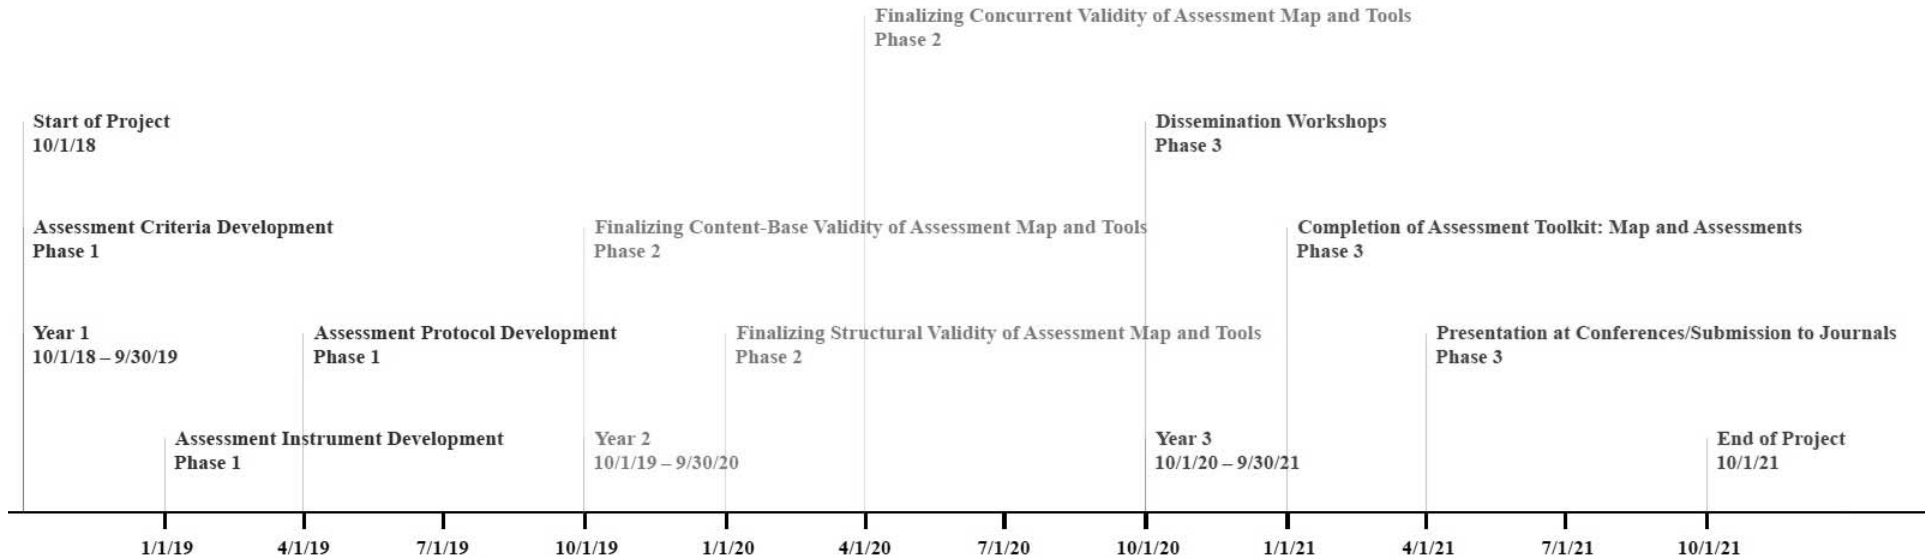 Finalizing Concurrent Validity of Assessment Map and Tools
Phase 2
Start of Project
10/1/18
Dissemination Workshops
Phase 3
Assessment Criteria Development
Phase 1
Finalizing Content-Base Validity of Assessment Map and Tools
Phase 2
Completion of Assessment Toolkit: Map and Assessments
Phase 3
Year 1
10/1/18 – 9/30/19
Assessment Protocol Development
Phase 1
Finalizing Structural Validity of Assessment Map and Tools
Phase 2
Presentation at Conferences/Submission to Journals
Phase 3
Assessment Instrument Development
Phase 1
Year 2
10/1/19 – 9/30/20
Year 3
10/1/20 – 9/30/21
End of Project
10/1/21
1/1/19 4/1/19 7/1/19 10/1/19 1/1/20 4/1/20 7/1/20 10/1/20 1/1/21 4/1/21 7/1/21 10/1/21